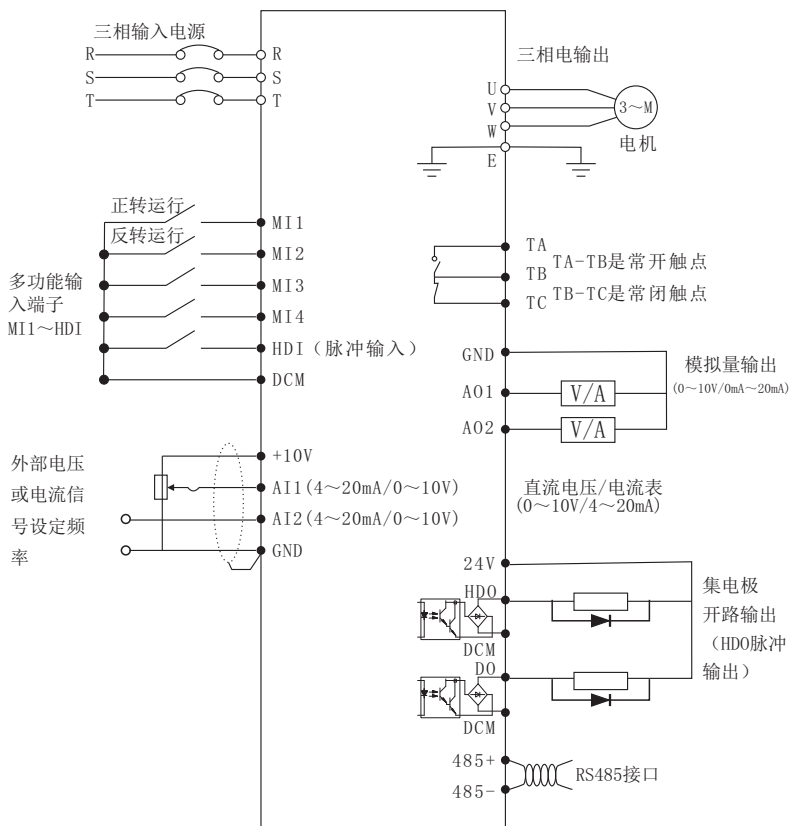 三相输入电源
R
R
S
S
T
T
三相电输出
U
V
W
E
3～M
电机
正转运行
MI1
反转运行
MI2
MI3
MI4
HDI（脉冲输入）
DCM
多功能输
入端子
MI1～HDI
TA
TB
TC
TA-TB是常开触点
TB-TC是常闭触点
GND
AO1
V/A
AO2
V/A
模拟量输出
(0～10V/0mA～20mA)
外部电压
或电流信
号设定频
率
+10V
AI1(4～20mA/0～10V)
AI2(4～20mA/0～10V)
GND
直流电压/电流表
(0～10V/4～20mA)
24V
HDO
DCM
DO
DCM
集电极
开路输出
（HDO脉冲
输出）
485+
485-
RS485接口